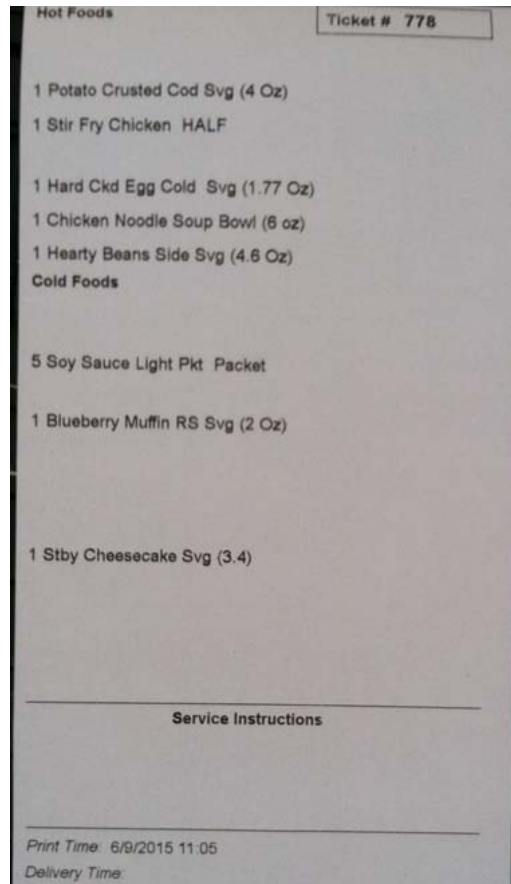 Hot Foods
Ticket # 778
1 Potato Crusted Cod Svg (4 Oz)
1 Stir Fry Chicken HALF
1 Hard Ckd Egg Cold Svg (1.77 Oz)
1 Chicken Noodle Soup Bowl (6 oz)
1 Hearty Beans Side Svg (4.6 Oz)
Cold Foods
5 Soy Sauce Light Pkt Packet
1 Blueberry Muffin RS Svg (2 Oz)
1 Stby Cheesecake Svg (3.4)
Service Instructions
Print Time: 6/9/2015 11:05
Delivery Time: